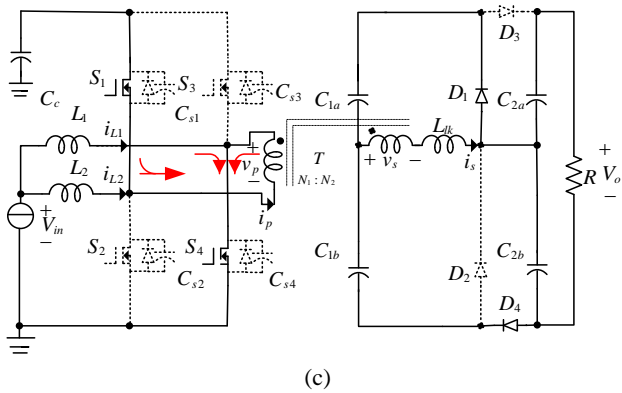 D3
S1
S3
Cc
L1
Cs1
Cs3
C1a
D1
C2a
Llk
iL1
L2
+
vp
−
T
N1 : N2
+ vs −
is
iL2
R
+
Vo
−
+
Vin
−
ip
S2
S4
Cs2
Cs4
C1b
D2
C2b
D4
(c)